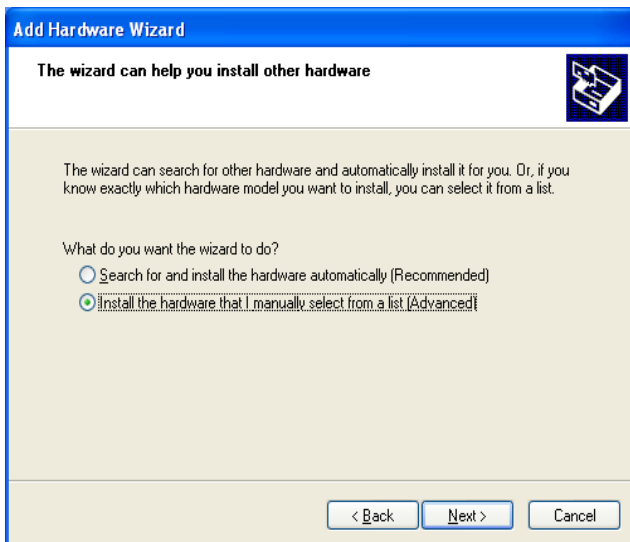 Add Hardware Wizard
The wizard can help you install other hardware
The wizard can search for other hardware and automatically install it for you. Or, if you
know exactly which hardware model you want to install, you can select it from a list.
What do you want the wizard to do?
Search for and install the hardware automatically (Recommended)
Install the hardware that I manually select from a list (Advanced)
< Back Next > Cancel